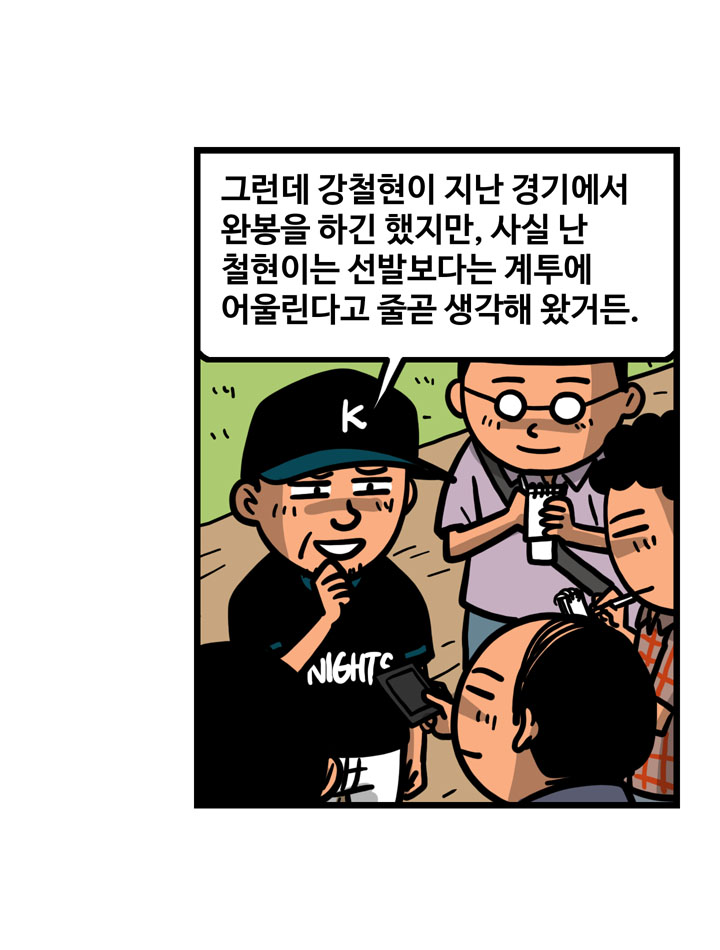 그런데 강철현이 지난 경기에서
완봉을 하긴 했지만, 사실 난
철현이는 선발보다는 계투에
어울린다고 줄곧 생각해 왔거든.
K
NIGHTS